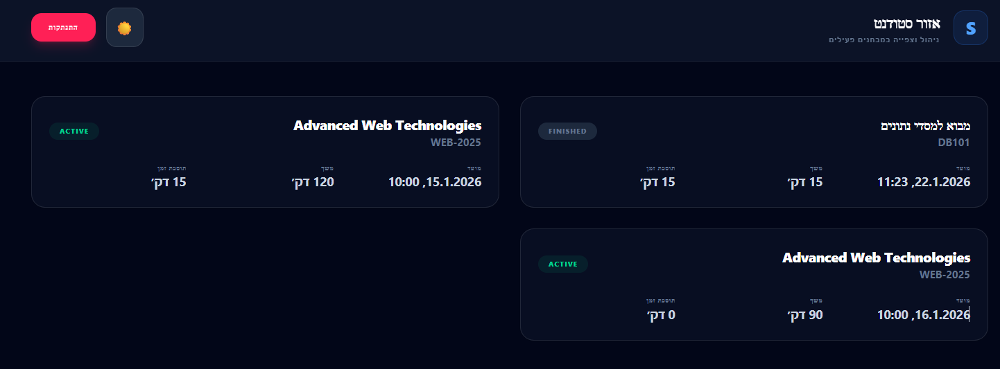 S
אזור סטודנט
ניהול וצפייה במבחנים פעילים
התנתקות
מבוא למסדי נתונים
DB101
FINISHED
מועד
משך
תוספת זמן
22.1.2026, 11:23
15 דק׳
15 דק׳
Advanced Web Technologies
WEB-2025
ACTIVE
מועד
משך
תוספת זמן
15.1.2026, 10:00
120 דק׳
15 דק׳
Advanced Web Technologies
WEB-2025
ACTIVE
מועד
משך
תוספת זמן
16.1.2026, 10:00
90 דק׳
0 דק׳